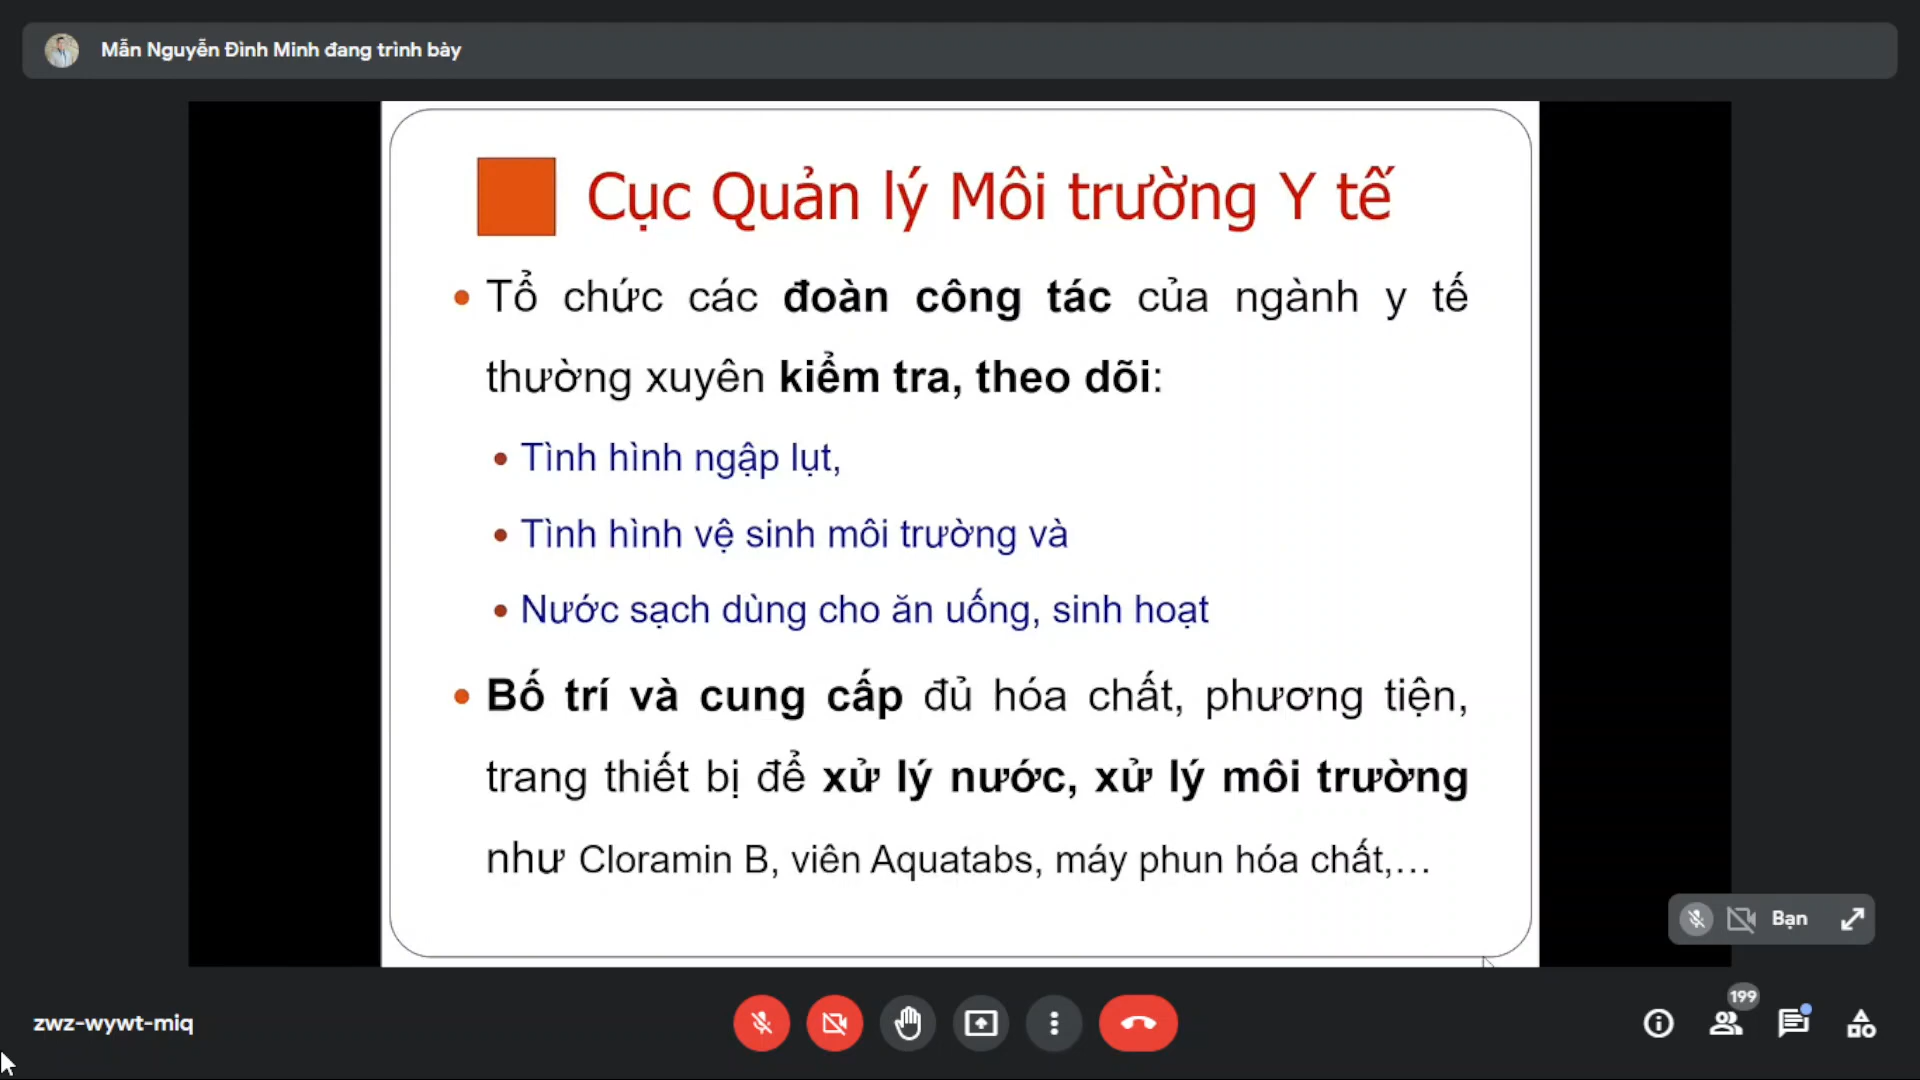 Mẫn Nguyễn Đình Minh đang trình bày
Cục Quản lý Môi trường Y tế
• Tổ chức các đoàn công tác của ngành y tế
thường xuyên kiểm tra, theo dõi:
• Tình hình ngập lụt,
• Tình hình vệ sinh môi trường và
• Nước sạch dùng cho ăn uống, sinh hoạt
• Bố trí và cung cấp đủ hóa chất, phương tiện,
trang thiết bị để xử lý nước, xử lý môi trường
như Cloramin B, viên Aquatabs, máy phun hóa chất,...
Bạn
199
zwz-wywt-miq